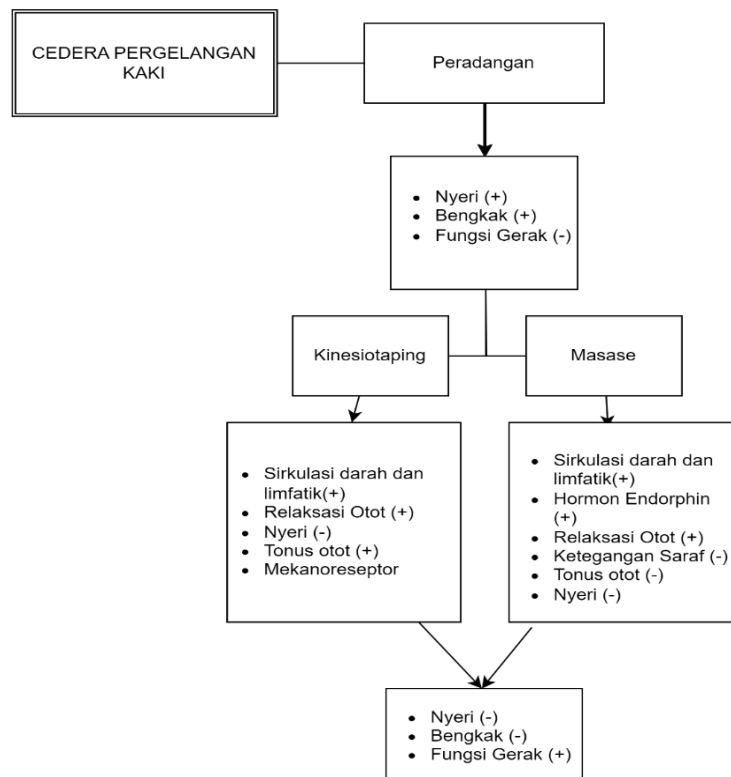 CEDERA PERGELANGAN
KAKI
Peradangan
• Nyeri (+)
• Bengkak (+)
• Fungsi Gerak (-)
Kinesiotaping
Masase
• Sirkulasi darah dan
limfatik(+)
• Relaksasi Otot (+)
• Nyeri (-)
• Tonus otot (+)
• Mekanoreseptor
• Sirkulasi darah dan
limfatik(+)
• Hormon Endorphin
(+)
• Relaksasi Otot (+)
• Ketegangan Saraf (-)
• Tonus otot (-)
• Nyeri (-)
• Nyeri (-)
• Bengkak (-)
• Fungsi Gerak (+)